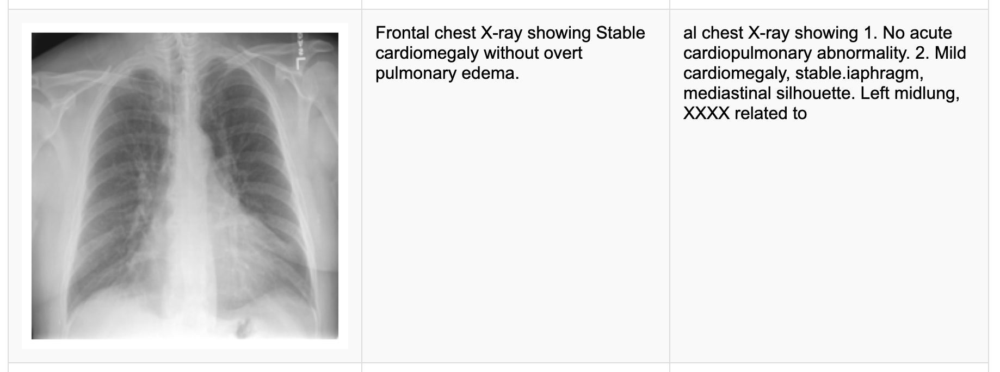 Frontal chest X-ray showing Stable
cardiomegaly without overt
pulmonary edema.
al chest X-ray showing 1. No acute
cardiopulmonary abnormality. 2. Mild
cardiomegaly, stable.iaphragm,
mediastinal silhouette. Left midlung,
XXXX related to
L